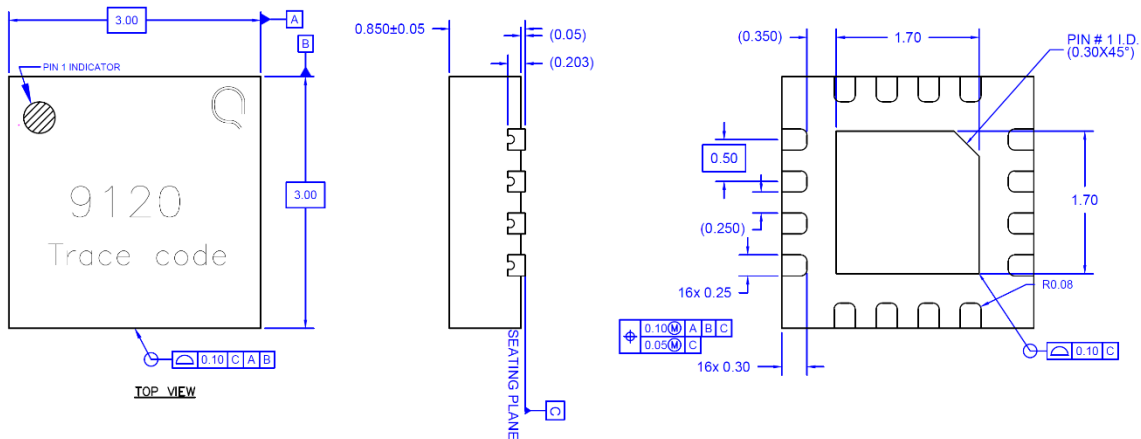 3.00
A
B
PIN 1 INDICATOR
Q
9120
Trace code
3.00
0.10 C A B
TOP VIEW
0.850±0.05
(0.05)
(0.203)
SEATING PLANE
C
(0.350)
1.70
PIN # 1 I.D.
(0.30X45°)
0.50
(0.250)
1.70
16x 0.25
R0.08
0.10Ⓜ A B C
0.05Ⓜ C
16x 0.30
0.10 C